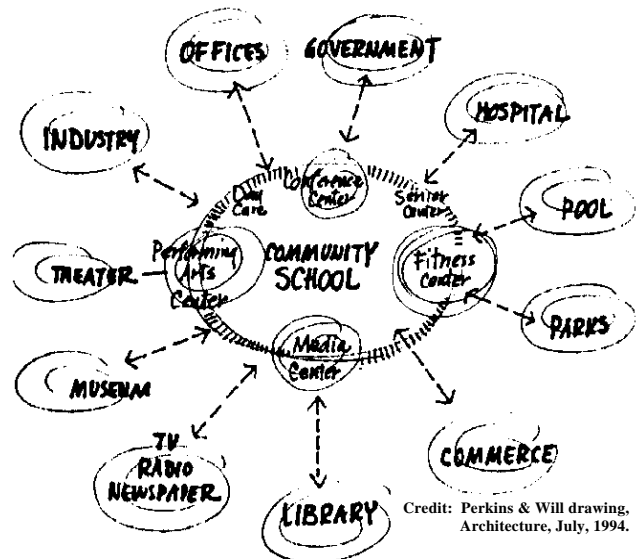 OFFICES
GOVERNMENT
HOSPITAL
INDUSTRY
Day
Care
Conference
Center
Senior
Center
POOL
THEATER
Performing
Arts
Center
COMMUNITY
SCHOOL
Fitness
Center
PARKS
MUSEUM
Media
Center
TV
RADIO
NEWSPAPER
LIBRARY
COMMERCE
Credit: Perkins & Will drawing,
Architecture, July, 1994.